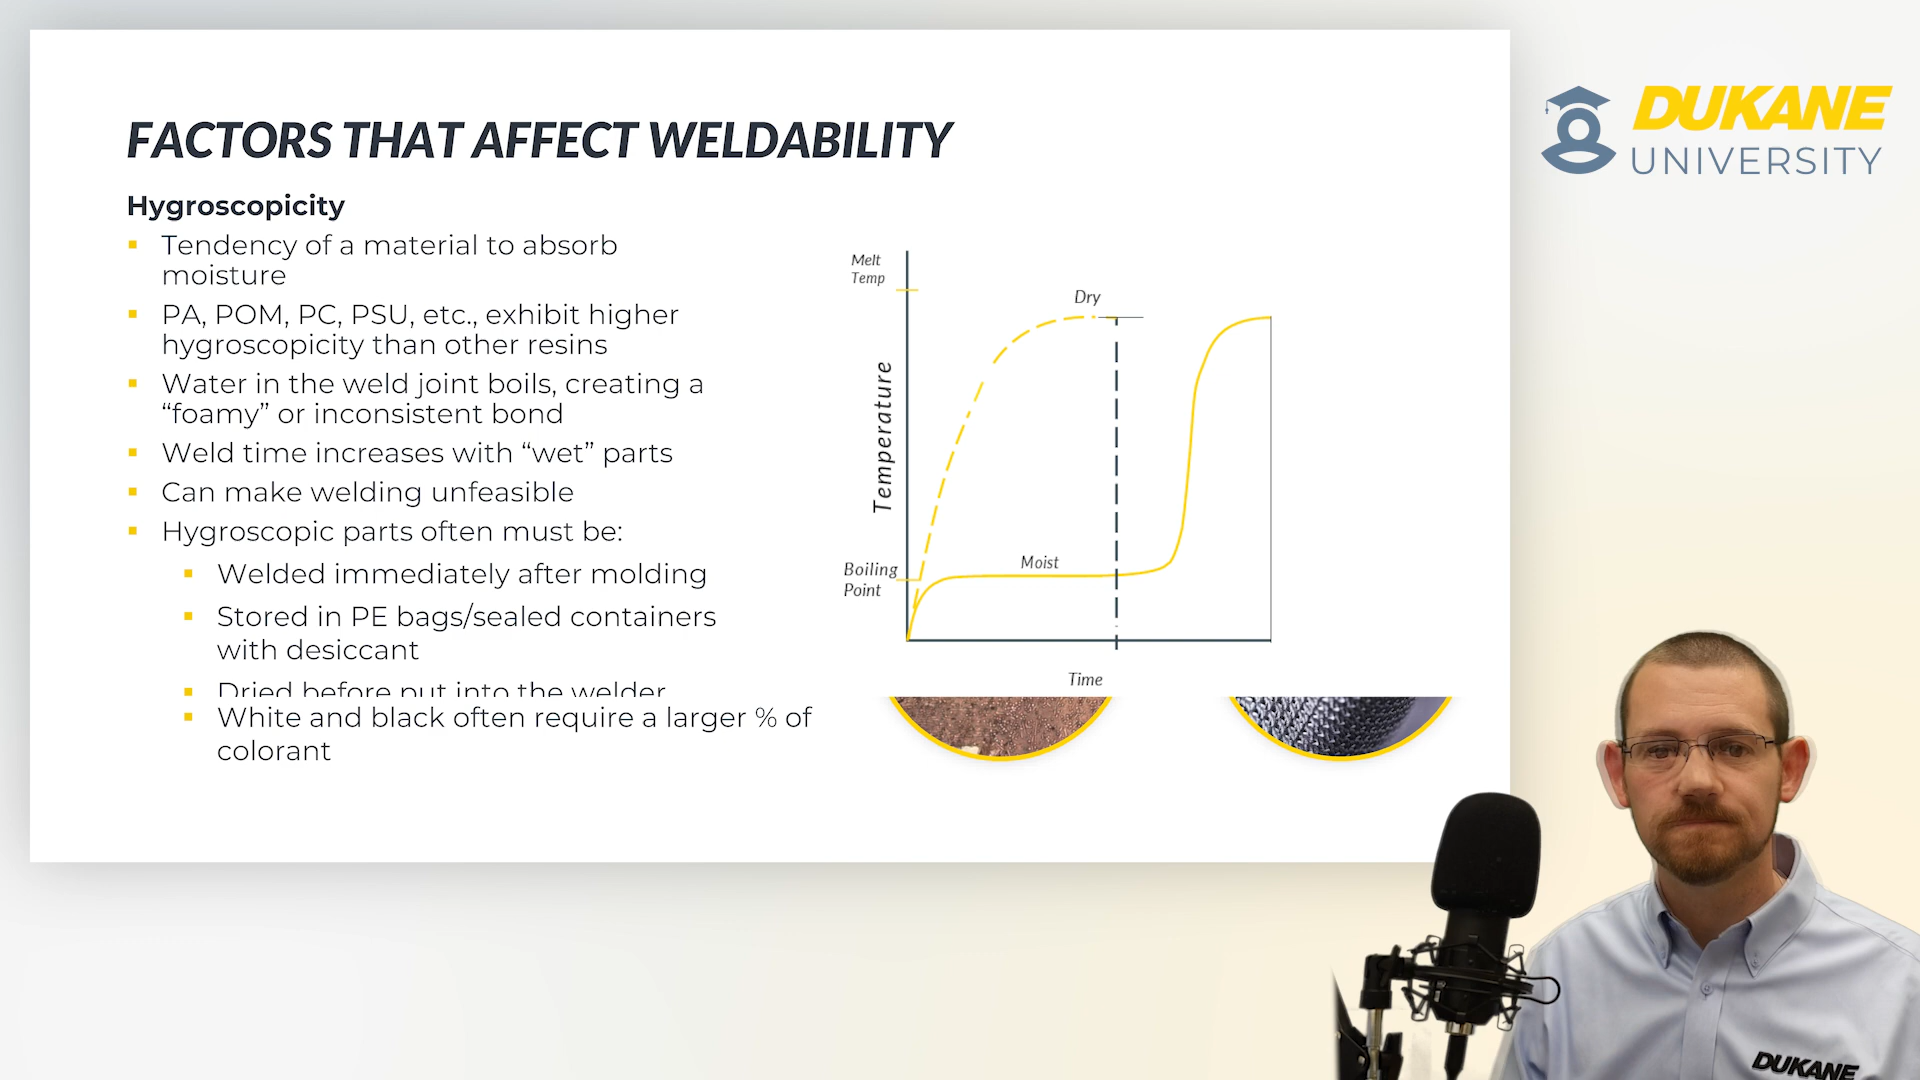 FACTORS THAT AFFECT WELDABILITY
DUKANE
UNIVERSITY
Hygroscopicity
Tendency of a material to absorb
moisture
PA, POM, PC, PSU, etc., exhibit higher
hygroscopicity than other resins
Water in the weld joint boils, creating a
“foamy” or inconsistent bond
Weld time increases with “wet” parts
Can make welding unfeasible
Hygroscopic parts often must be:
Welded immediately after molding
Stored in PE bags/sealed containers
with desiccant
Dried before put into the welder
White and black often require a larger % of
colorant
Melt
Temp
Dry
Temperature
Moist
Boiling
Point
Time
DUKANE